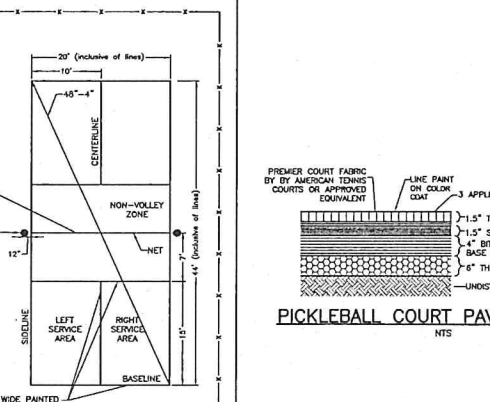 20' (inclusive of lines)
10'
48'-4"
CENTERLINE
NON-VOLLEY
ZONE
NET
12"
7'
44' (inclusive of lines)
SIDELINE
LEFT
SERVICE
AREA
RIGHT
SERVICE
AREA
15'
BASELINE
WIDE PAINTED
PREMIER COURT FABRIC
BY BY AMERICAN TENNIS
COURTS OR APPROVED
EQUIVALENT
LINE PAINT
ON COLOR
COAT
3 APPLI
1.5" T
1.5" S
4" BIT
BASE
6" TH
UNDIS
PICKLEBALL COURT PAV
NTS